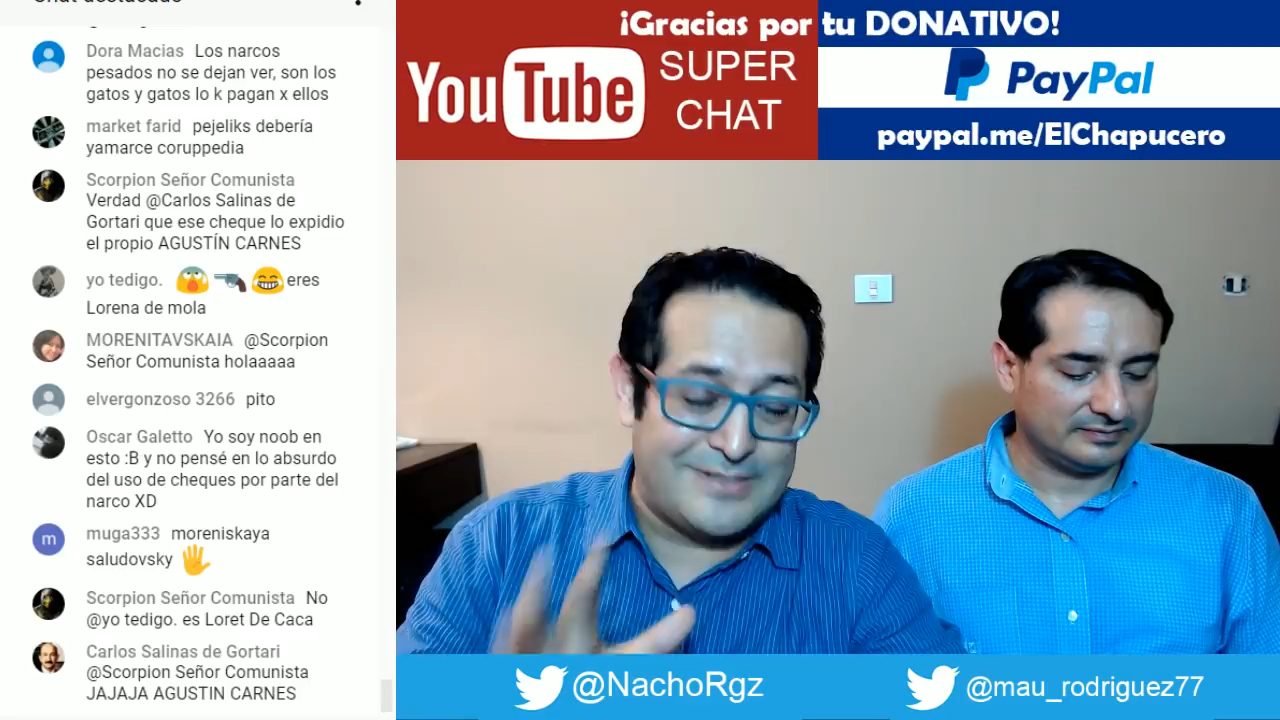 Chat destacado
Dora Macias Los narcos
pesados no se dejan ver, son los
gatos y gatos lo k pagan x ellos
market farid pejeliks debería
yamarce coruppedia
Scorpion Señor Comunista
Verdad @Carlos Salinas de
Gortari que ese cheque lo expidio
el propio AGUSTÍN CARNES
yo tedigo. 😱🔫😂eres
Lorena de mola
MORENITAVSKAIA @Scorpion
Señor Comunista holaaaaa
elvergonzoso 3266 pito
Oscar Galetto Yo soy noob en
esto :B y no pensé en lo absurdo
del uso de cheques por parte del
narco XD
m
muga333 moreniskaya
saludovsky 🖐
Scorpion Señor Comunista No
@yo tedigo. es Loret De Caca
Carlos Salinas de Gortari
@Scorpion Señor Comunista
JAJAJA AGUSTIN CARNES
¡Gracias por tu DONATIVO!
YouTube
SUPER
CHAT
PayPal
paypal.me/ElChapucero
@NachoRgz
@mau_rodriguez77